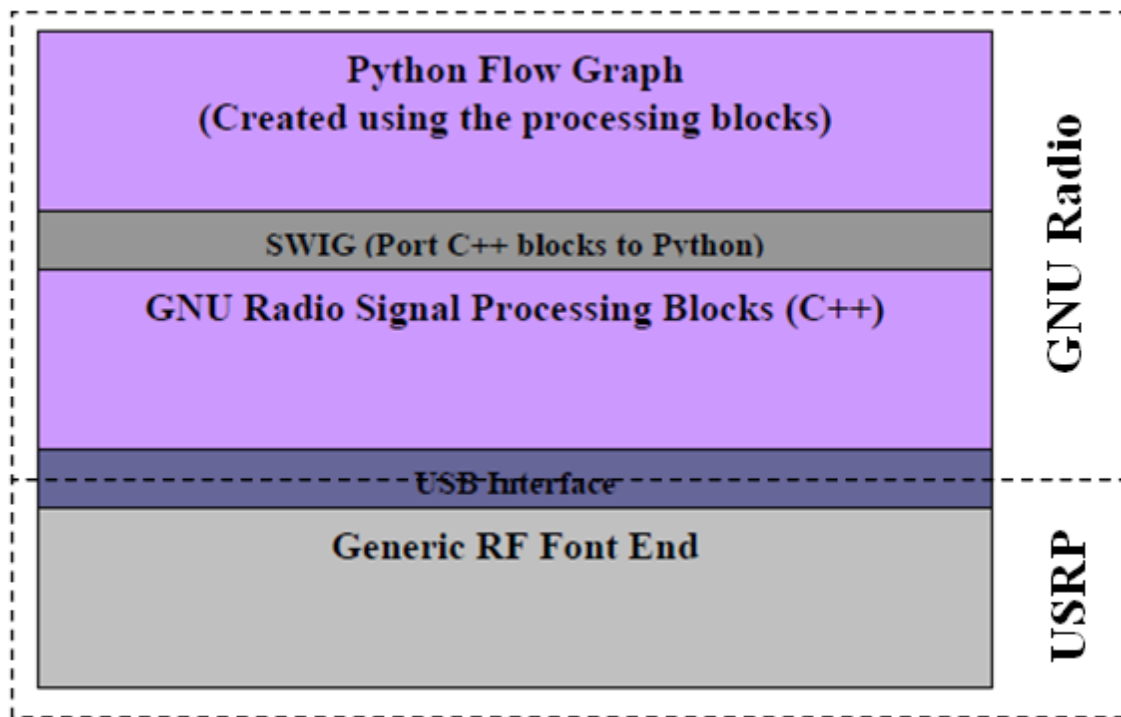 Python Flow Graph
(Created using the processing blocks)
SWIG (Port C++ blocks to Python)
GNU Radio Signal Processing Blocks (C++)
USB Interface
Generic RF Font End
GNU Radio
USRP